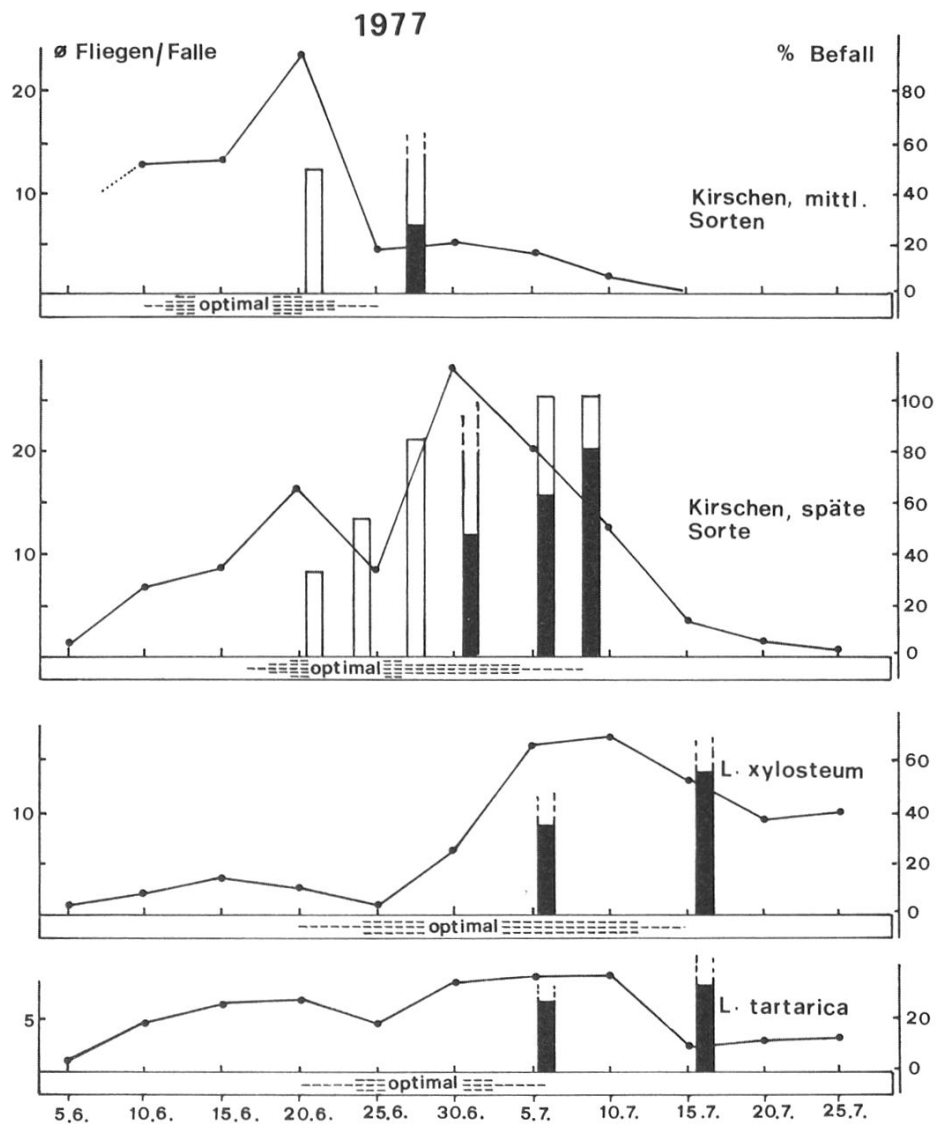 1977
ø Fliegen/Falle
% Befall
20
10
80
60
40
20
0
Kirschen, mittl.
Sorten
optimal
20
10
100
80
60
40
20
0
Kirschen, späte
Sorte
optimal
10
60
40
20
0
L. xylosteum
optimal
5
20
0
L. tartarica
optimal
5.6. 10.6. 15.6. 20.6. 25.6. 30.6. 5.7. 10.7. 15.7. 20.7. 25.7.